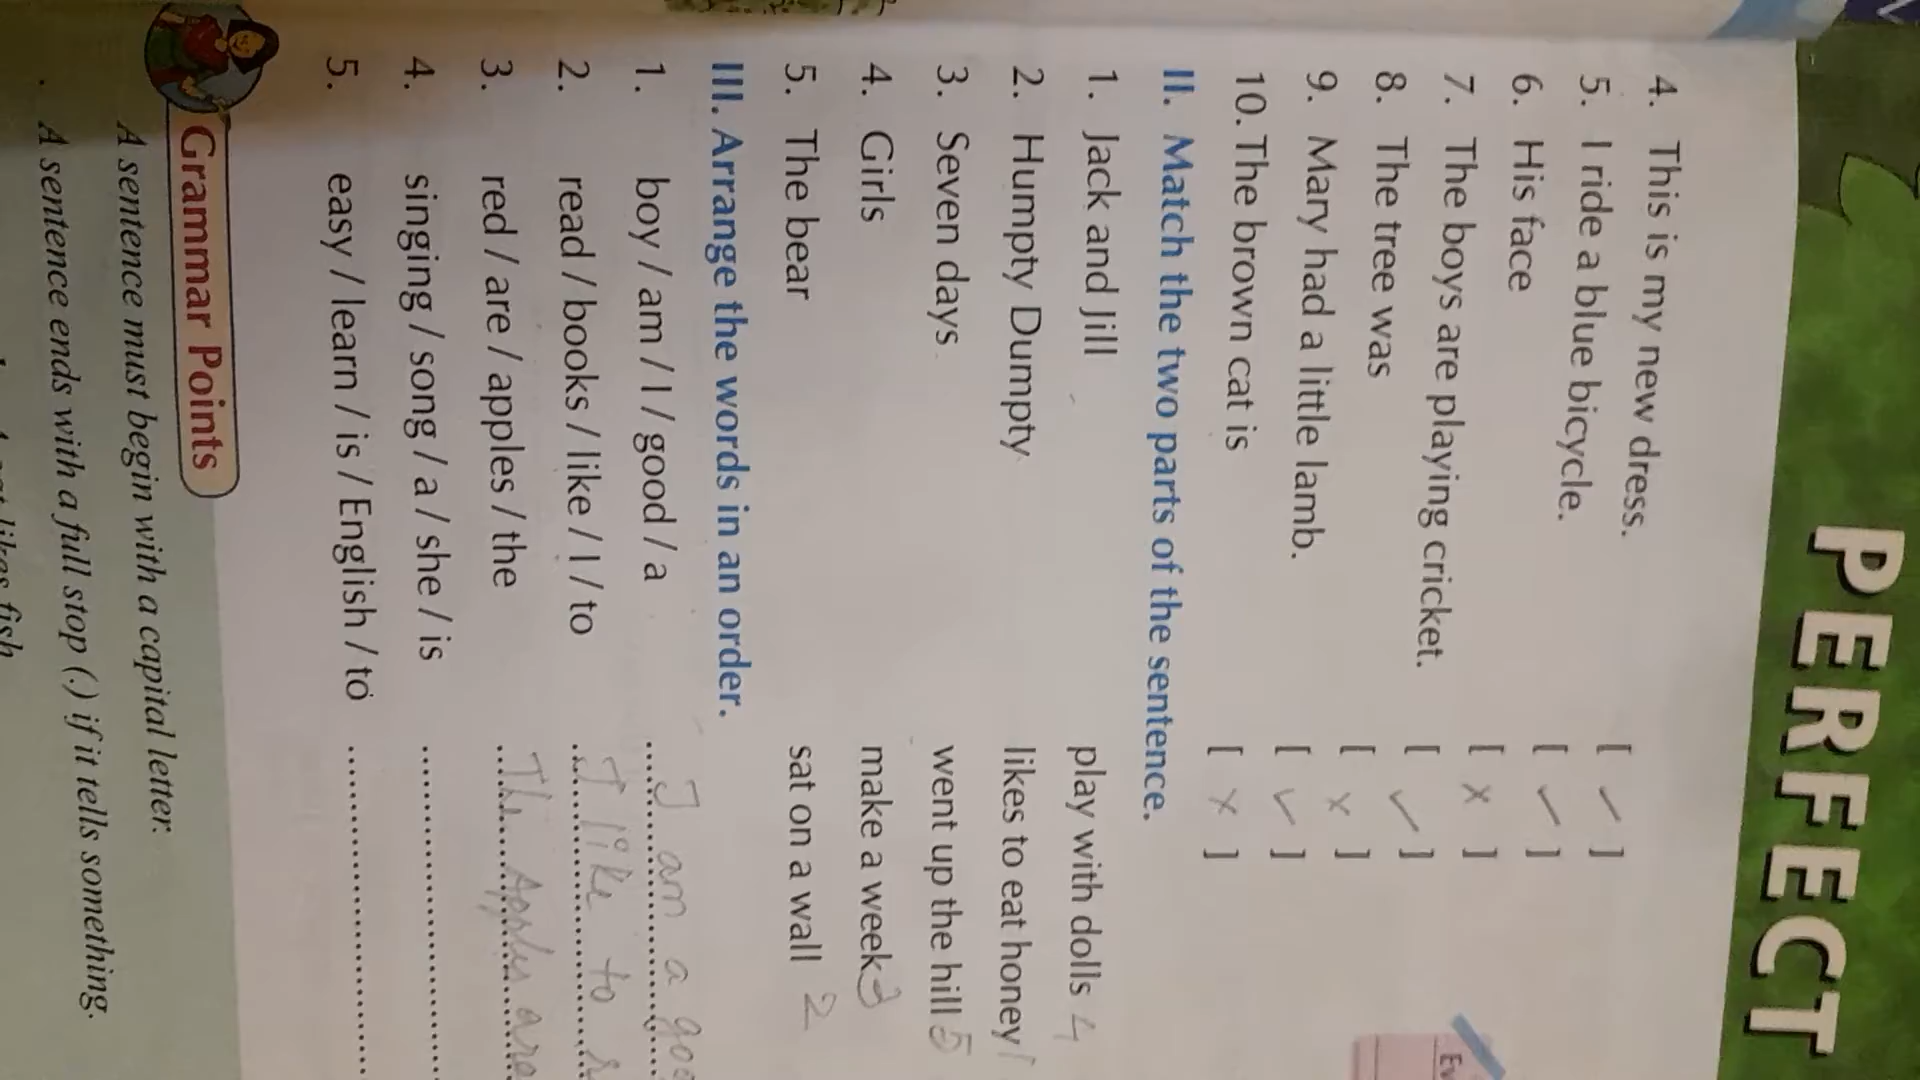 PERFECT
4. This is my new dress. [ ✓ ]
5. I ride a blue bicycle. [ ✓ ]
6. His face [ x ]
7. The boys are playing cricket. [ ✓ ]
8. The tree was [ x ]
9. Mary had a little lamb. [ ✓ ]
10. The brown cat is [ x ]
II. Match the two parts of the sentence.
1. Jack and Jill play with dolls 4
2. Humpty Dumpty likes to eat honey 1
3. Seven days went up the hill 5
4. Girls make a week 3
5. The bear sat on a wall 2
III. Arrange the words in an order.
1. boy / am / I / good / a I am a goo
2. read / books / like / I / to I like to r
3. red / are / apples / the The Apples are
4. singing / song / a / she / is
5. easy / learn / is / English / to
Grammar Points
A sentence must begin with a capital letter.
A sentence ends with a full stop (.) if it tells something.
likes fish